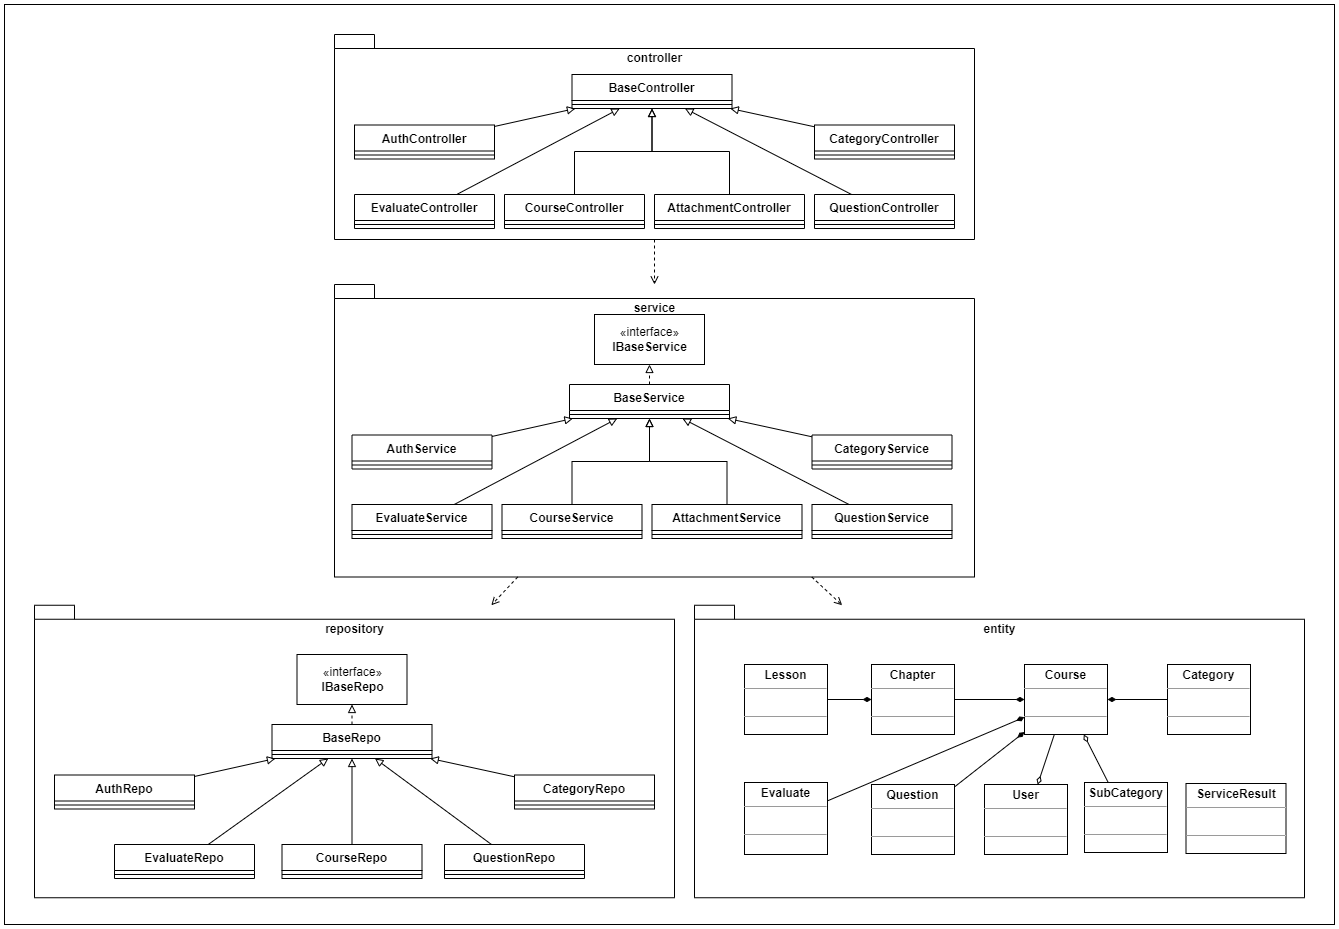 controller
BaseController
AuthController
CategoryController
EvaluateController
CourseController
AttachmentController
QuestionController
service
«interface»
IBaseService
BaseService
AuthService
CategoryService
EvaluateService
CourseService
AttachmentService
QuestionService
repository
«interface»
IBaseRepo
BaseRepo
AuthRepo
CategoryRepo
EvaluateRepo
CourseRepo
QuestionRepo
entity
Lesson
Chapter
Course
Category
Evaluate
Question
User
SubCategory
ServiceResult